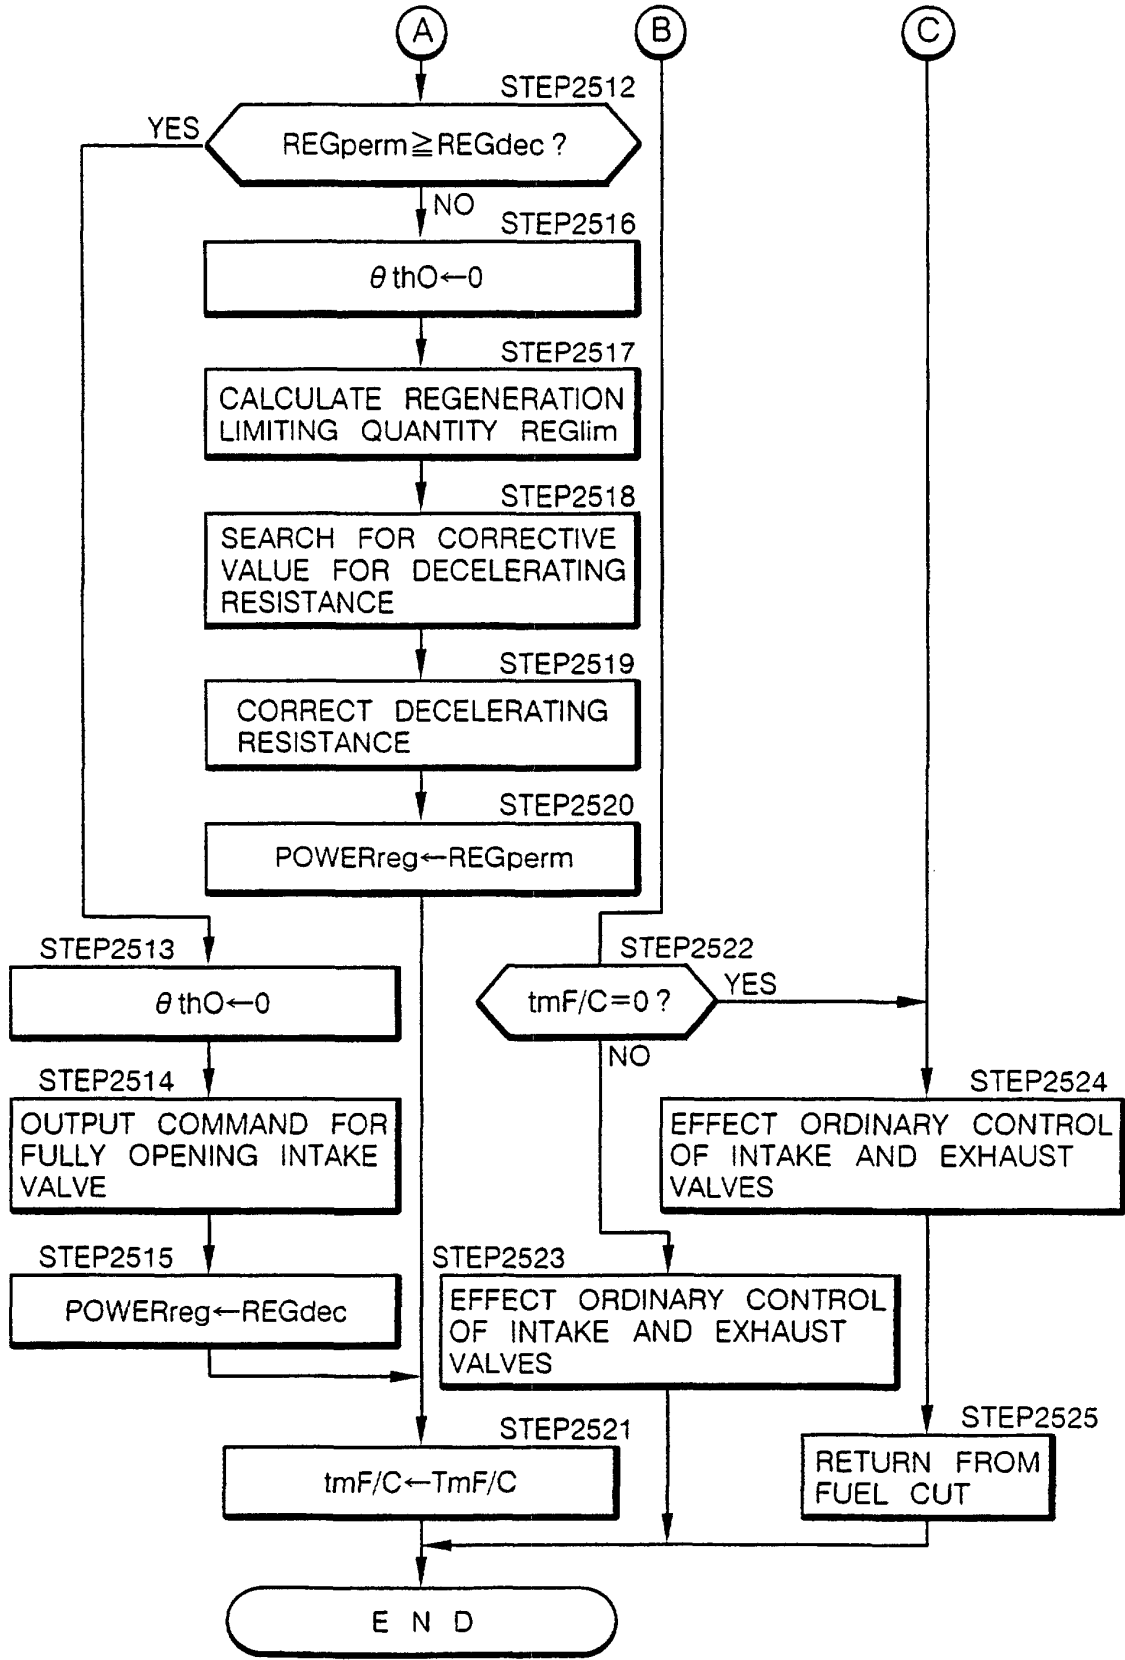 A
B
C
STEP2512
YES
REGperm≧REGdec ?
NO
STEP2516
θ thO←0
STEP2517
CALCULATE REGENERATION
LIMITING QUANTITY REGlim
STEP2518
SEARCH FOR CORRECTIVE
VALUE FOR DECELERATING
RESISTANCE
STEP2519
CORRECT DECELERATING
RESISTANCE
STEP2520
POWERreg←REGperm
STEP2513
θ thO←0
STEP2514
OUTPUT COMMAND FOR
FULLY OPENING INTAKE
VALVE
STEP2515
POWERreg←REGdec
STEP2522
tmF/C=0 ?
YES
NO
STEP2524
EFFECT ORDINARY CONTROL
OF INTAKE AND EXHAUST
VALVES
STEP2523
EFFECT ORDINARY CONTROL
OF INTAKE AND EXHAUST
VALVES
STEP2525
RETURN FROM
FUEL CUT
STEP2521
tmF/C←TmF/C
E N D